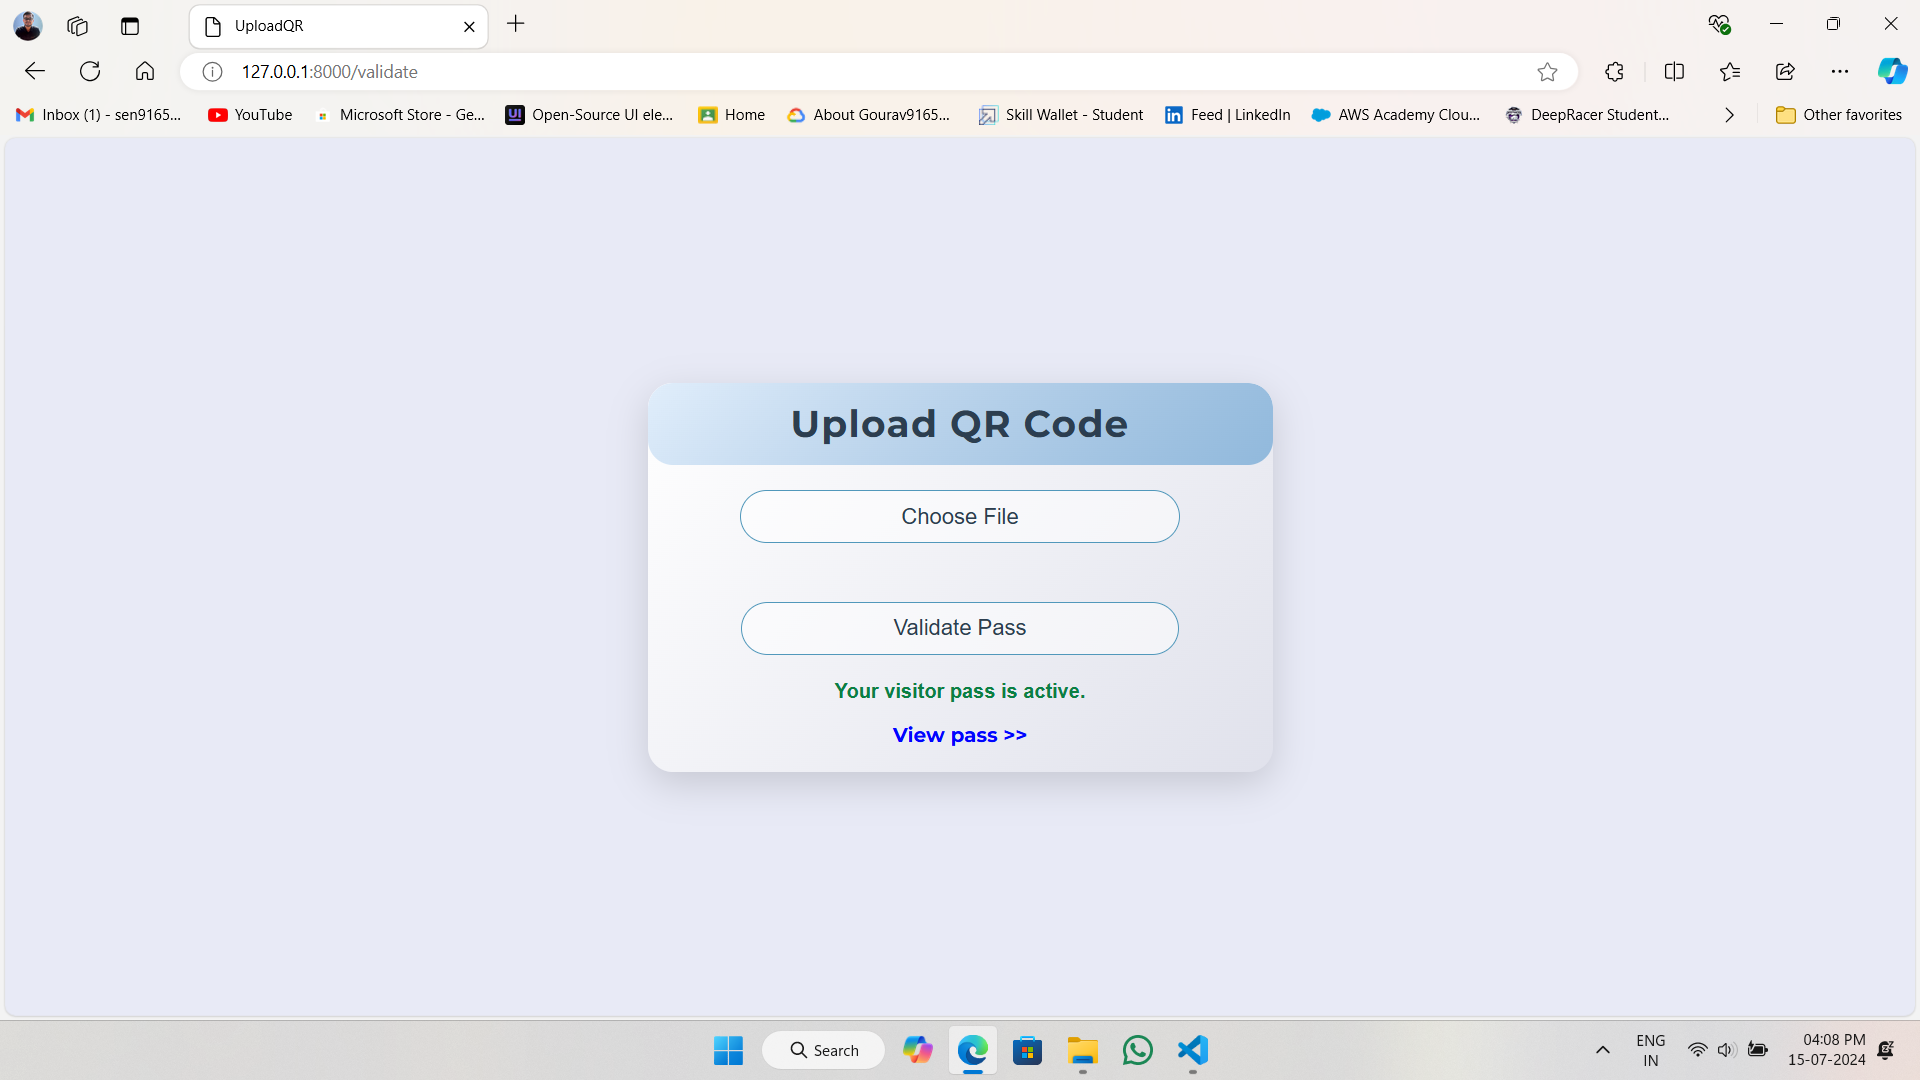 UploadQR
127.0.0.1:8000/validate
Inbox (1) - sen9165...
YouTube
Microsoft Store - Ge...
UI
Open-Source UI ele...
Home
About Gourav9165...
Skill Wallet - Student
Feed | LinkedIn
AWS Academy Clou...
DeepRacer Student...
Other favorites
Upload QR Code
Choose File
Validate Pass
Your visitor pass is active.
View pass >>
Search
ENG
IN
04:08 PM
15-07-2024